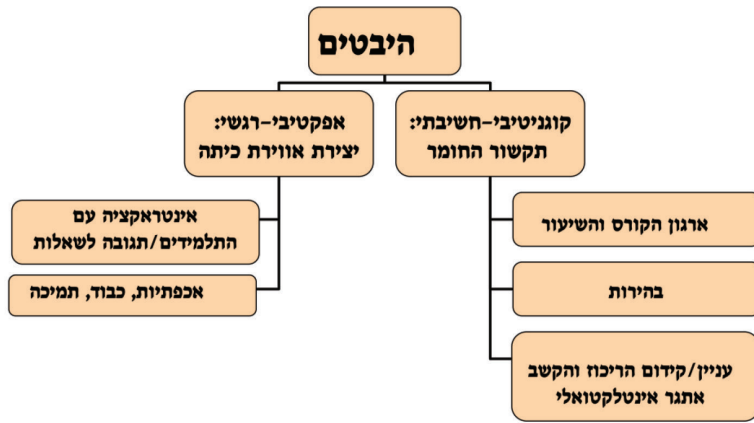 היבטים
קוגניטיבי-חשיבתי:
תקשור החומר
ארגון הקורס והשיעור
בהירות
עניין/קידום הריכוז והקשב
אתגר אינטלקטואלי
אפקטיבי-רגשי:
יצירת אווירת כיתה
אינטראקציה עם
התלמידים/תגובה לשאלות
אכפתיות, כבוד, תמיכה